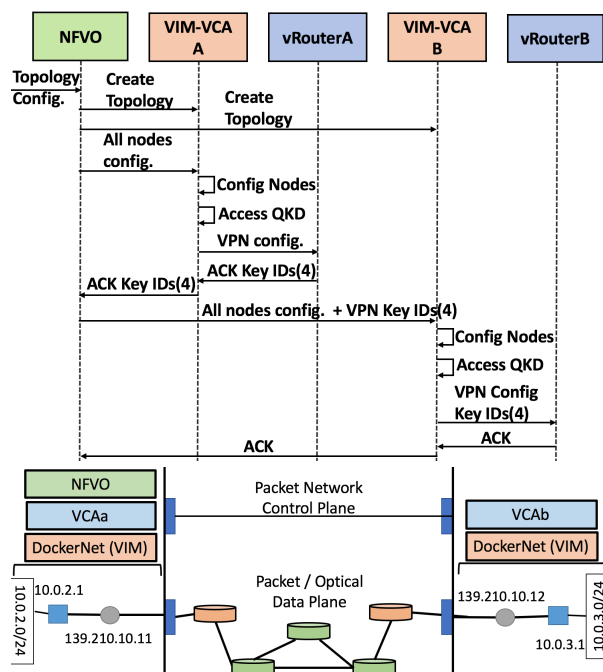 NFVO
VIM-VCA
A
vRouterA
VIM-VCA
B
vRouterB
Topology
Config.
Create
Topology
Create
Topology
All nodes
config.
Config Nodes
Access QKD
VPN config.
ACK Key IDs(4)
ACK Key IDs(4)
All nodes config. + VPN Key IDs(4)
Config Nodes
Access QKD
VPN Config
Key IDs(4)
ACK
ACK
NFVO
VCAa
DockerNet (VIM)
Packet Network
Control Plane
VCAb
DockerNet (VIM)
Packet / Optical
Data Plane
10.0.2.0/24
10.0.2.1
139.210.10.11
139.210.10.12
10.0.3.1
10.0.3.0/24